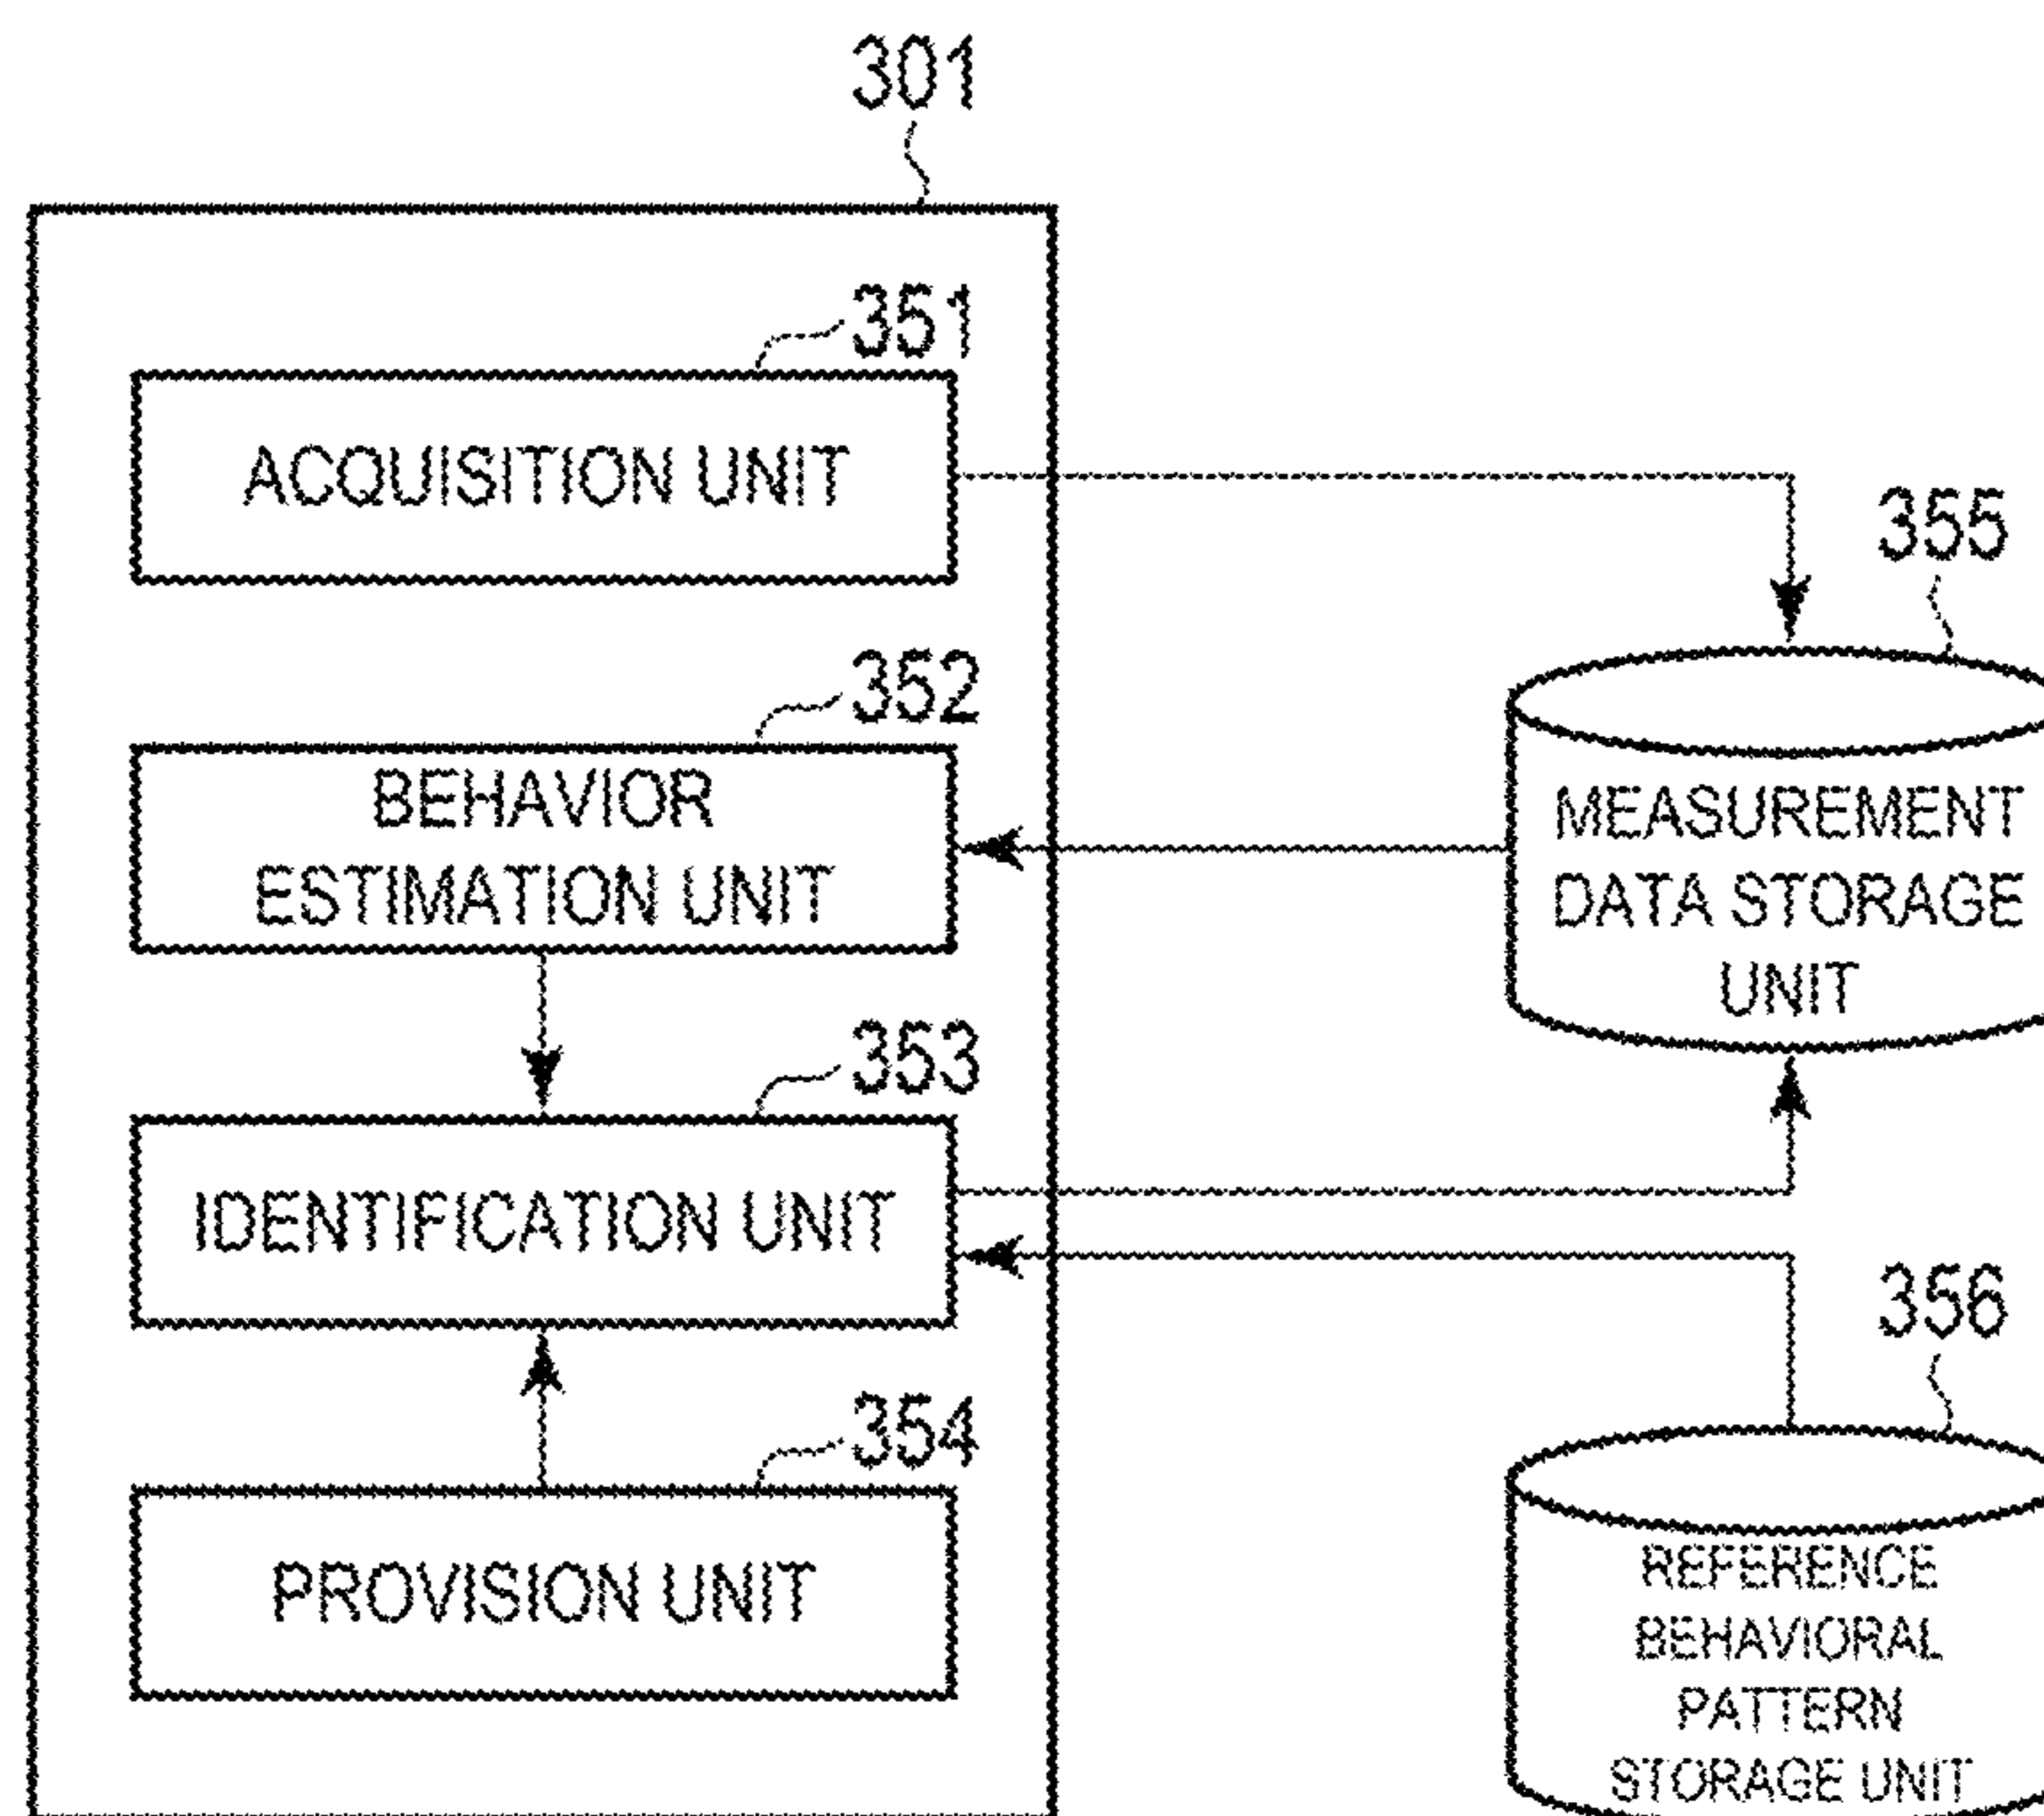 301
351
ACQUISITION UNIT
355
352
BEHAVIOR
ESTIMATION UNIT
MEASUREMENT
DATA STORAGE
UNIT
353
IDENTIFICATION UNIT
356
354
PROVISION UNIT
REFERENCE
BEHAVIORAL
PATTERN
STORAGE UNIT